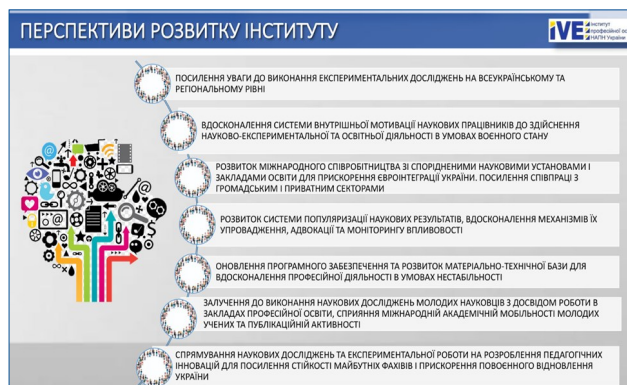 ПЕРСПЕКТИВИ РОЗВИТКУ ІНСТИТУТУ
iVE
Інститут
професійної ос
НАПН України
ПОСИЛЕННЯ УВАГИ ДО ВИКОНАННЯ ЕКСПЕРИМЕНТАЛЬНИХ ДОСЛІДЖЕНЬ НА ВСЕУКРАЇНСЬКОМУ ТА
РЕГІОНАЛЬНОМУ РІВНІ
ВДОСКОНАЛЕННЯ СИСТЕМИ ВНУТРІШНЬОЇ МОТИВАЦІЇ НАУКОВИХ ПРАЦІВНИКІВ ДО ЗДІЙСНЕННЯ
НАУКОВО-ЕКСПЕРИМЕНТАЛЬНОЇ ТА ОСВІТНЬОЇ ДІЯЛЬНОСТІ В УМОВАХ ВОЄННОГО СТАНУ
РОЗВИТОК МІЖНАРОДНОГО СПІВРОБІТНИЦТВА ЗІ СПОРІДНЕНИМИ НАУКОВИМИ УСТАНОВАМИ І
ЗАКЛАДАМИ ОСВІТИ ДЛЯ ПРИСКОРЕННЯ ЄВРОІНТЕГРАЦІЇ УКРАЇНИ. ПОСИЛЕННЯ СПІВПРАЦІ З
ГРОМАДСЬКИМ І ПРИВАТНИМ СЕКТОРАМИ
РОЗВИТОК СИСТЕМИ ПОПУЛЯРИЗАЦІЇ НАУКОВИХ РЕЗУЛЬТАТІВ, ВДОСКОНАЛЕННЯ МЕХАНІЗМІВ ЇХ
УПРОВАДЖЕННЯ, АДВОКАЦІЇ ТА МОНІТОРИНГУ ВПЛИВОВОСТІ
ОНОВЛЕННЯ ПРОГРАМНОГО ЗАБЕЗПЕЧЕННЯ ТА РОЗВИТОК МАТЕРІАЛЬНО-ТЕХНІЧНОЇ БАЗИ ДЛЯ
ВДОСКОНАЛЕННЯ ПРОФЕСІЙНОЇ ДІЯЛЬНОСТІ В УМОВАХ НЕСТАБІЛЬНОСТІ
ЗАЛУЧЕННЯ ДО ВИКОНАННЯ НАУКОВИХ ДОСЛІДЖЕНЬ МОЛОДИХ НАУКОВЦІВ З ДОСВІДОМ РОБОТИ В
ЗАКЛАДАХ ПРОФЕСІЙНОЇ ОСВІТИ, СПРИЯННЯ МІЖНАРОДНІЙ АКАДЕМІЧНІЙ МОБІЛЬНОСТІ МОЛОДИХ
УЧЕНИХ ТА ПУБЛІКАЦІЙНІЙ АКТИВНОСТІ
СПРЯМУВАННЯ НАУКОВИХ ДОСЛІДЖЕНЬ ТА ЕКСПЕРИМЕНТАЛЬНОЇ РОБОТИ НА РОЗРОБЛЕННЯ ПЕДАГОГІЧНИХ
ІННОВАЦІЙ ДЛЯ ПОСИЛЕННЯ СТІЙКОСТІ МАЙБУТНІХ ФАХІВЦІВ І ПРИСКОРЕННЯ ПОВОЄННОГО ВІДНОВЛЕННЯ
УКРАЇНИ